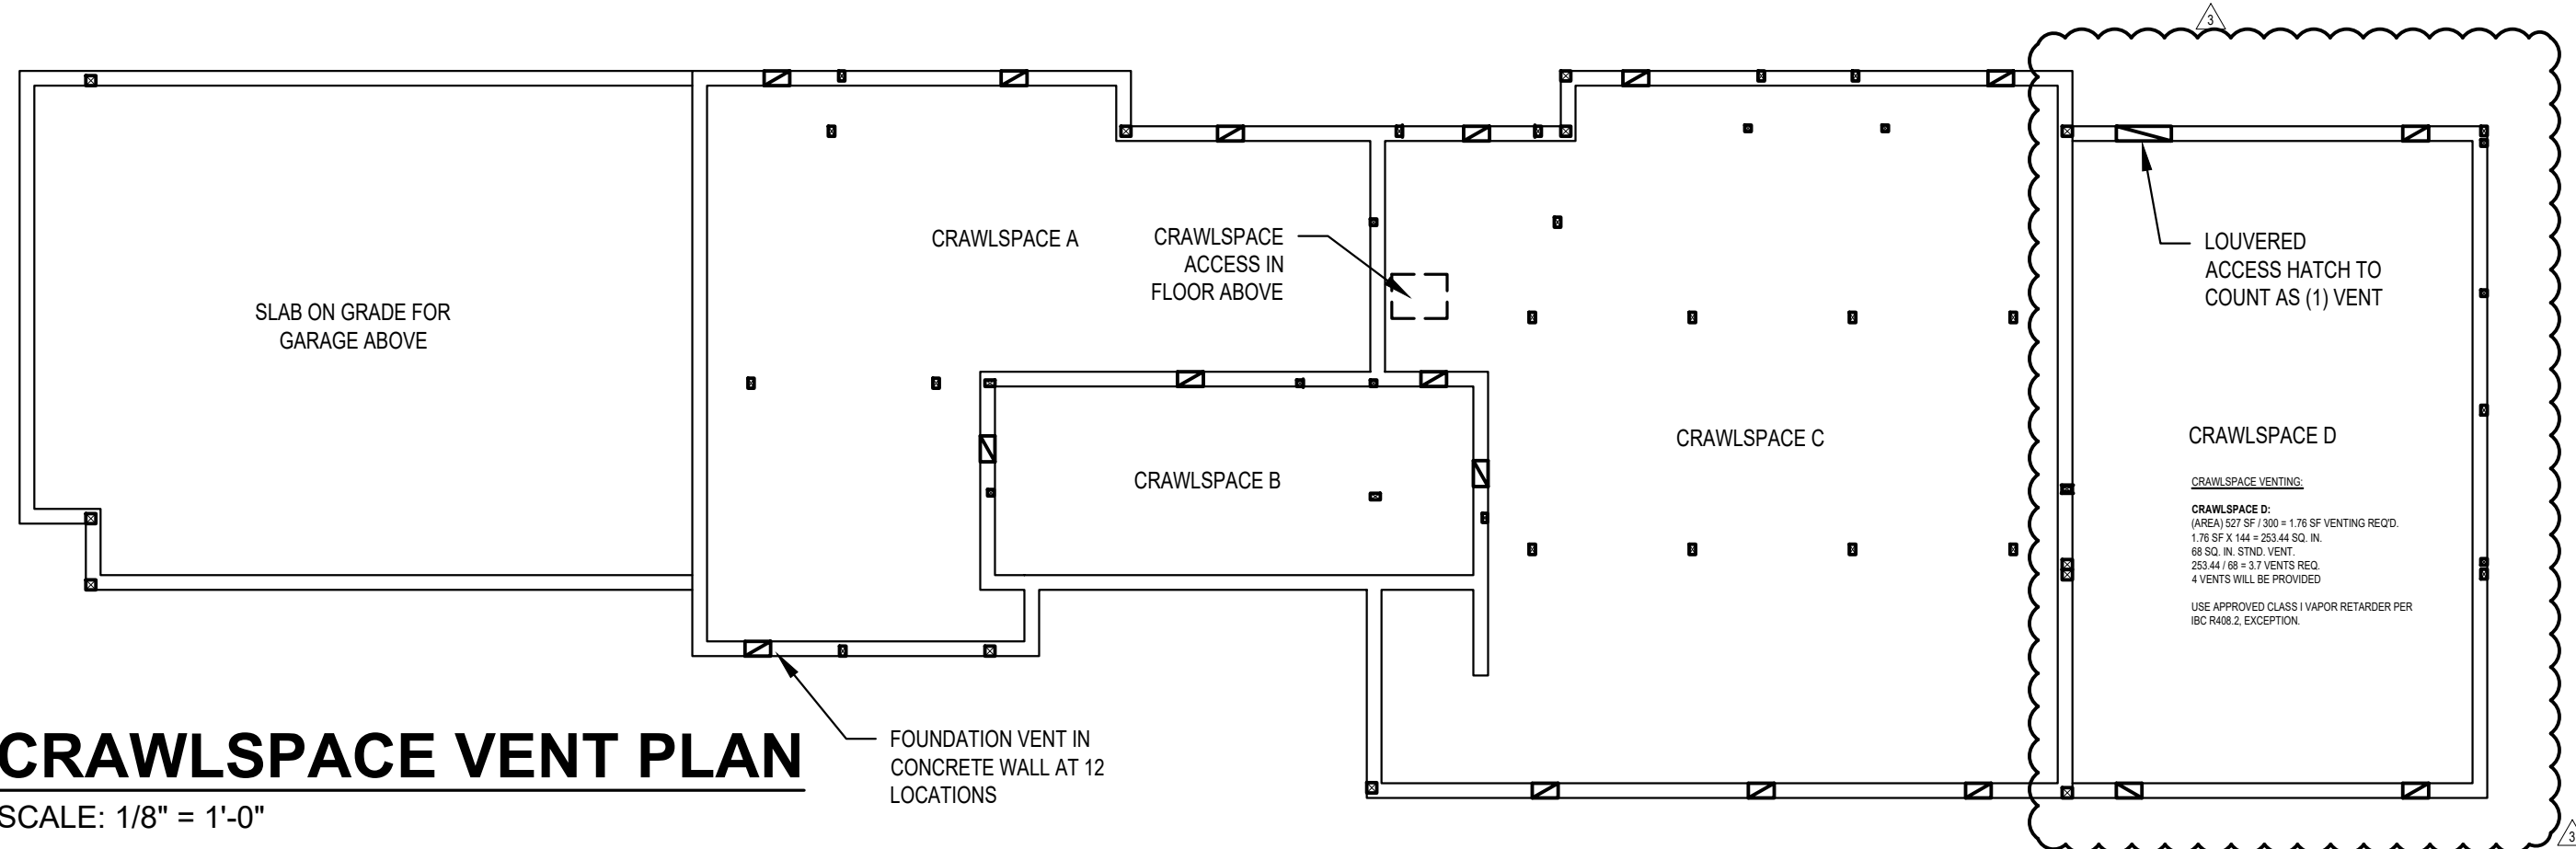 3
CRAWLSPACE A
CRAWLSPACE
ACCESS IN
FLOOR ABOVE
LOUVERED
ACCESS HATCH TO
COUNT AS (1) VENT
SLAB ON GRADE FOR
GARAGE ABOVE
CRAWLSPACE B
CRAWLSPACE C
CRAWLSPACE D
CRAWLSPACE VENTING:
CRAWLSPACE D:
(AREA) 527 SF / 300 = 1.76 SF VENTING REQ'D.
1.76 SF X 144 = 253.44 SQ. IN.
68 SQ. IN. STND. VENT.
253.44 / 68 = 3.7 VENTS REQ.
4 VENTS WILL BE PROVIDED
USE APPROVED CLASS I VAPOR RETARDER PER
IBC R408.2, EXCEPTION.
FOUNDATION VENT IN
CONCRETE WALL AT 12
LOCATIONS
CRAWLSPACE VENT PLAN
SCALE: 1/8" = 1'-0"
3